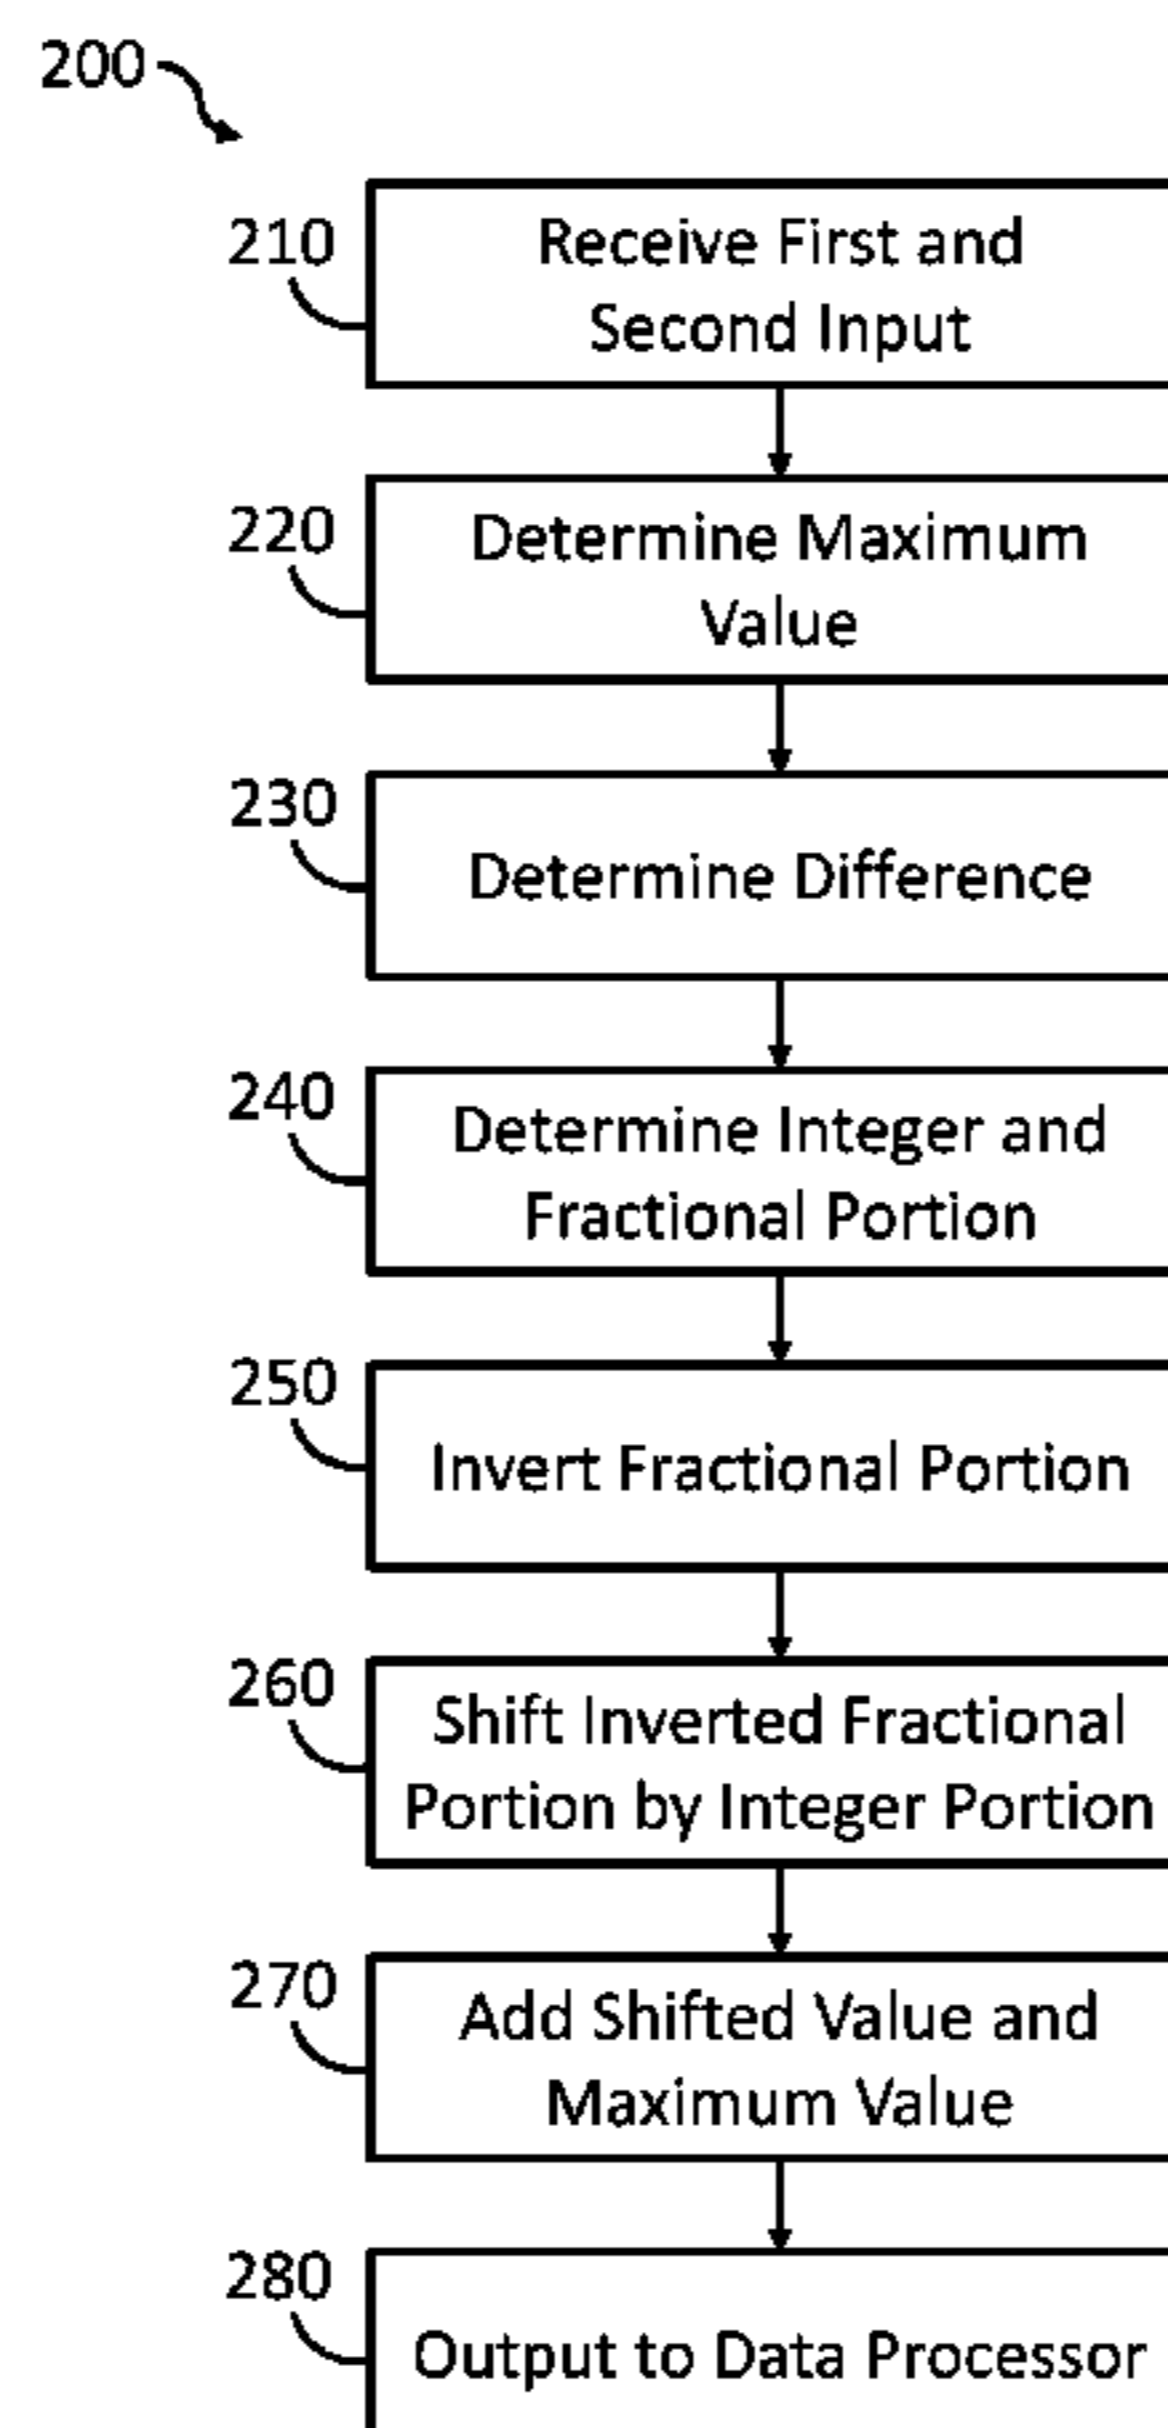 200
210
Receive First and
Second Input
220
Determine Maximum
Value
230
Determine Difference
240
Determine Integer and
Fractional Portion
250
Invert Fractional Portion
260
Shift Inverted Fractional
Portion by Integer Portion
270
Add Shifted Value and
Maximum Value
280
Output to Data Processor